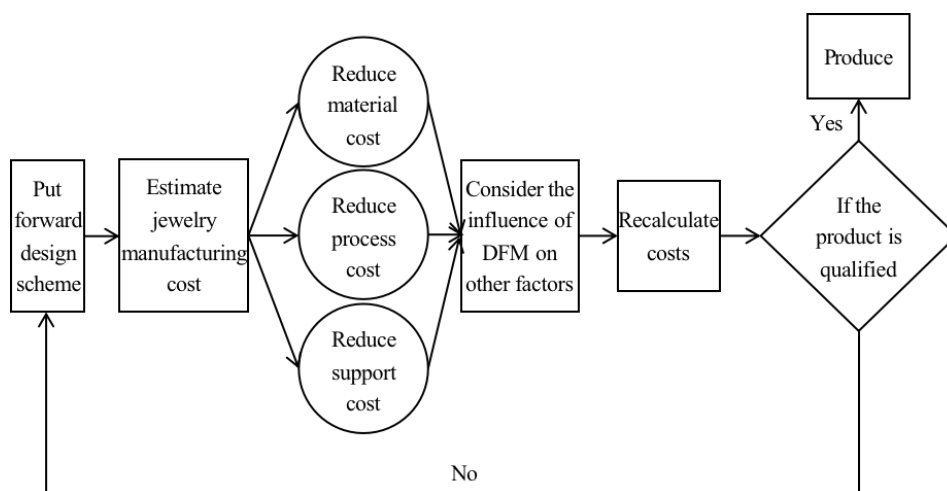 Put
forward
design
scheme
Estimate
jewelry
manufacturing
cost
Reduce
material
cost
Reduce
process
cost
Reduce
support
cost
Consider the
influence of
DFM on
other factors
Recalculate
costs
If the
product is
qualified
Yes
Produce
No